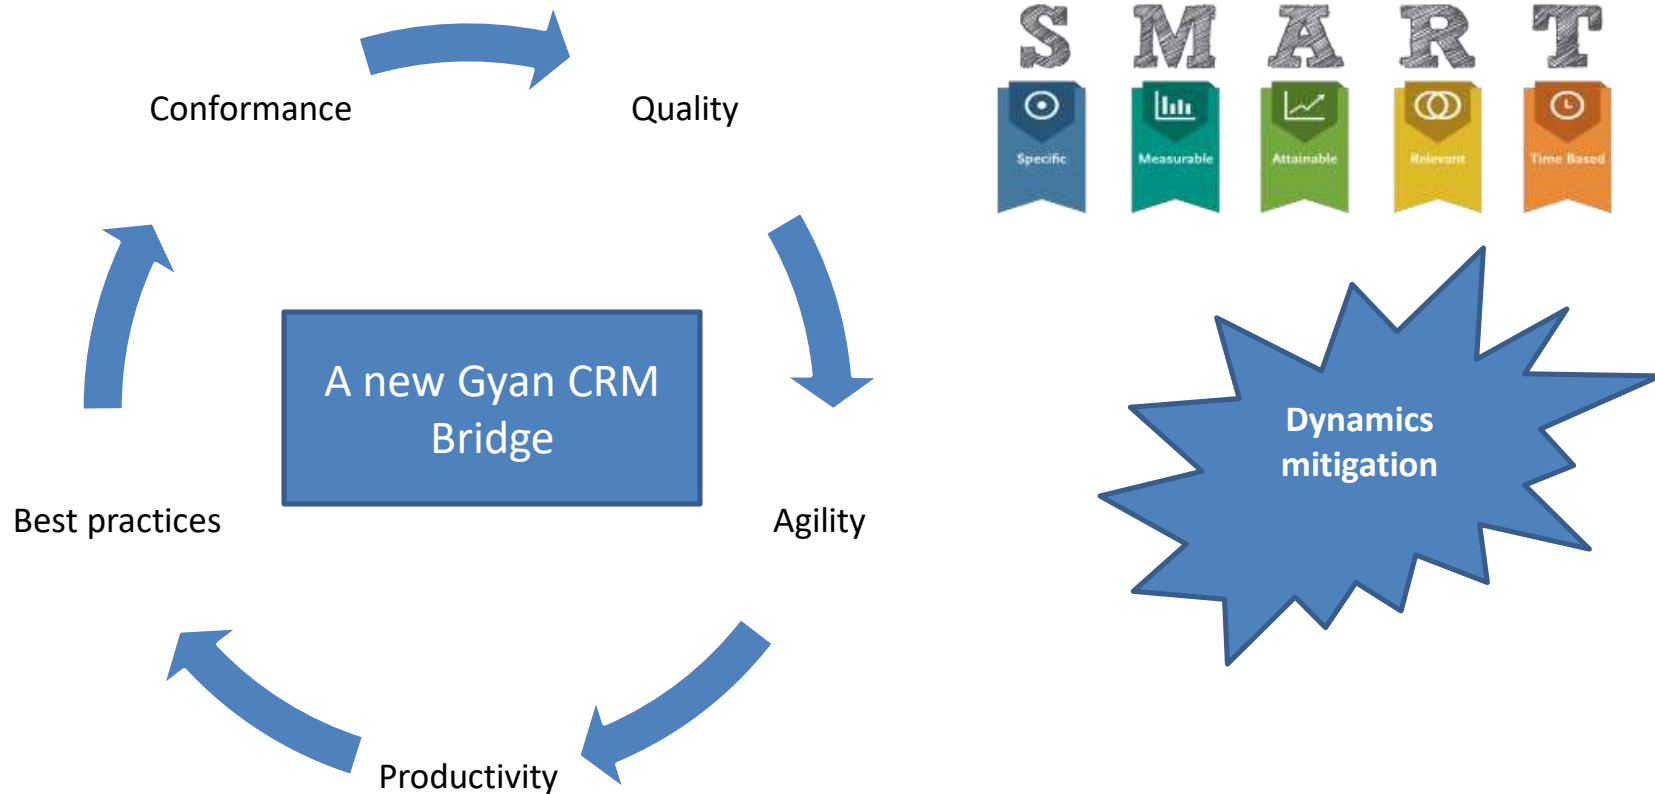 Conformance
Quality
Agility
Productivity
Best practices
A new Gyan CRM
Bridge
S M A R T
Specific
Measurable
Attainable
Relevant
Time Based
Dynamics
mitigation